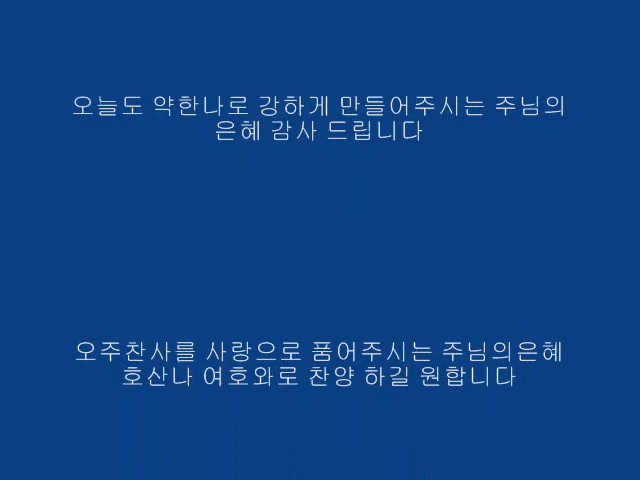 오늘도 약한나로 강하게 만들어주시는 주님의
은혜 감사 드립니다
오주찬사를 사랑으로 품어주시는 주님의은혜
호산나 여호와로 찬양 하길 원합니다